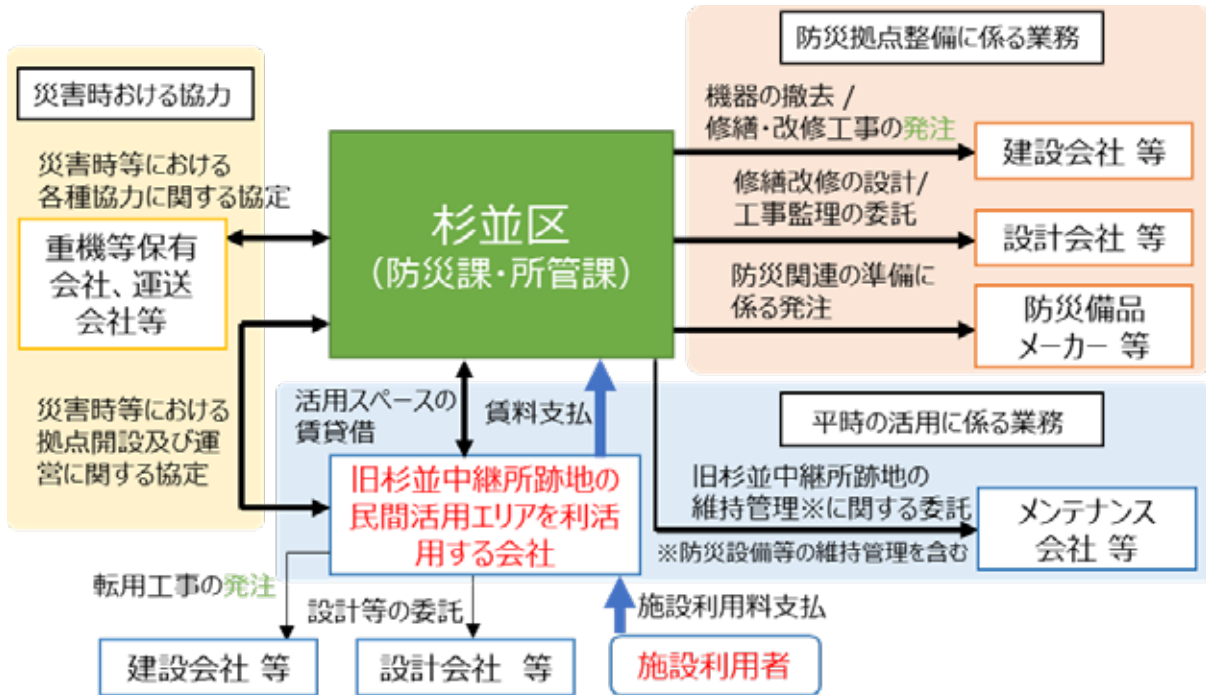 防災拠点整備に係る業務
災害時おける協力
機器の撤去 /
修繕・改修工事の発注
建設会社 等
災害時等における
各種協力に関する協定
杉並区
（防災課・所管課）
修繕改修の設計/
工事監理の委託
設計会社 等
重機等保有
会社、運送
会社等
防災関連の準備に
係る発注
防災備品
メーカー 等
災害時等における
拠点開設及び運
営に関する協定
活用スペースの
賃貸借
賃料支払
平時の活用に係る業務
旧杉並中継所跡地の
民間活用エリアを利活
用する会社
旧杉並中継所跡地の
維持管理※に関する委託
※防災設備等の維持管理を含む
メンテナンス
会社 等
転用工事の発注
設計等の委託
施設利用料支払
建設会社 等
設計会社 等
施設利用者